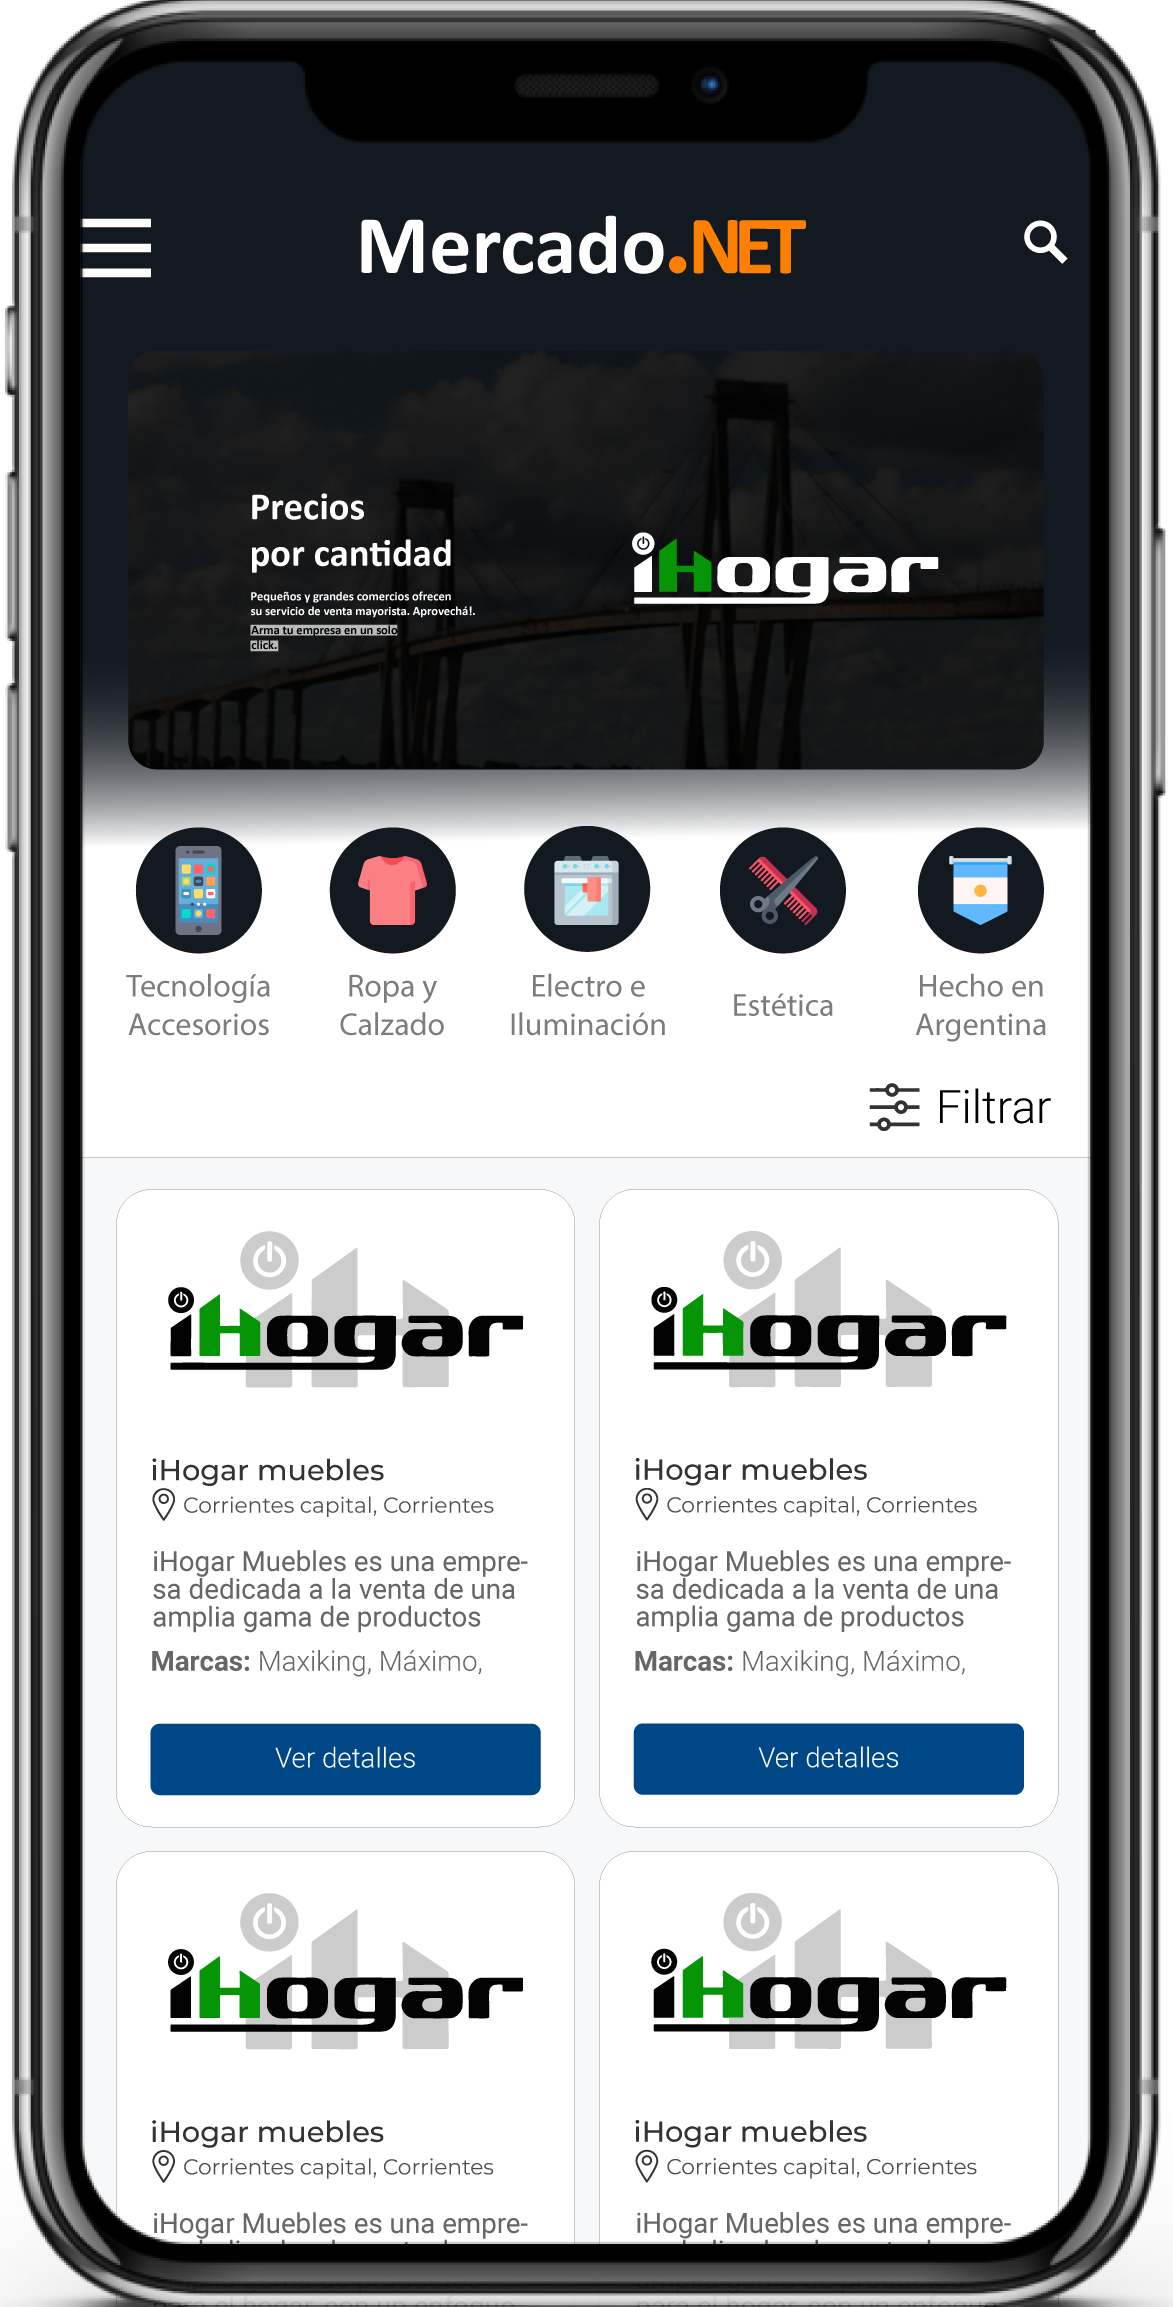 Mercado.NET
Precios
por cantidad
Pequeños y grandes comercios ofrecen
su servicio de venta mayorista. Aprovechá!.
Arma tu empresa en un solo
click.
iHogar
Tecnología
Accesorios
Ropa y
Calzado
Electro e
Iluminación
Estética
Hecho en
Argentina
Filtrar
iHogar
iHogar muebles
Corrientes capital, Corrientes
iHogar Muebles es una empre-
sa dedicada a la venta de una
amplia gama de productos
Marcas: Maxiking, Máximo,
Ver detalles
iHogar
iHogar muebles
Corrientes capital, Corrientes
iHogar Muebles es una empre-
sa dedicada a la venta de una
amplia gama de productos
Marcas: Maxiking, Máximo,
Ver detalles
iHogar
iHogar muebles
Corrientes capital, Corrientes
iHogar Muebles es una empre-
iHogar
iHogar muebles
Corrientes capital, Corrientes
iHogar Muebles es una empre-